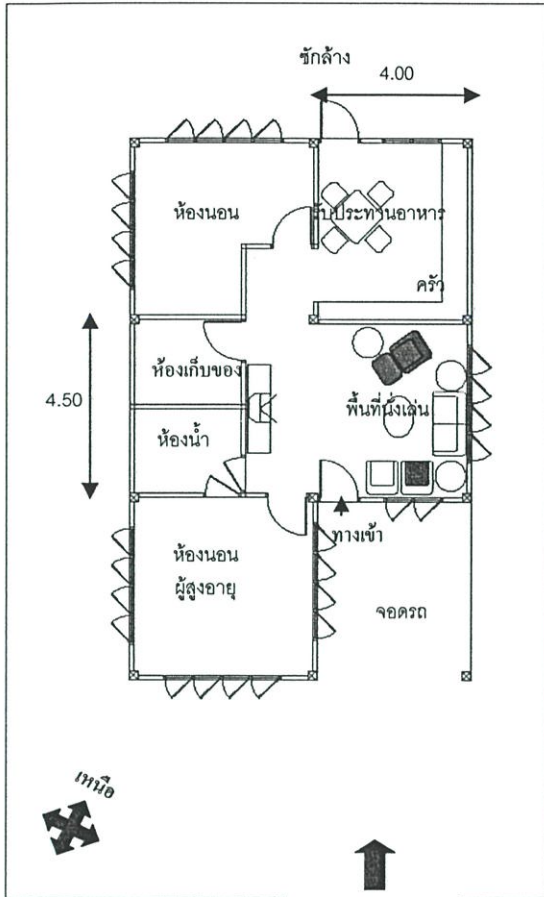 ซักล้าง
4.00
ห้องนอน
รับประทานอาหาร
ครัว
ห้องเก็บของ
4.50
พื้นที่นั่งเล่น
ห้องน้ำ
ทางเข้า
ห้องนอน
ผู้สูงอายุ
จอดรถ
เหนือ